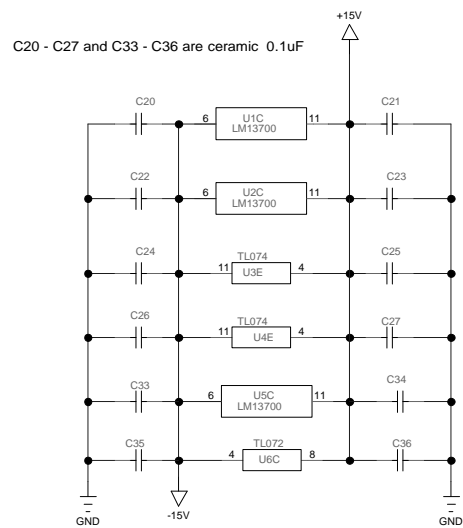 +15V
C20 - C27 and C33 - C36 are ceramic 0.1uF
C20
C21
6
U1C
11
LM13700
C22
C23
6
U2C
11
LM13700
C24
TL074
C25
11
U3E
4
C26
TL074
C27
11
U4E
4
C33
C34
6
U5C
11
LM13700
C35
TL072
C36
4
U6C
8
GND
-15V
GND